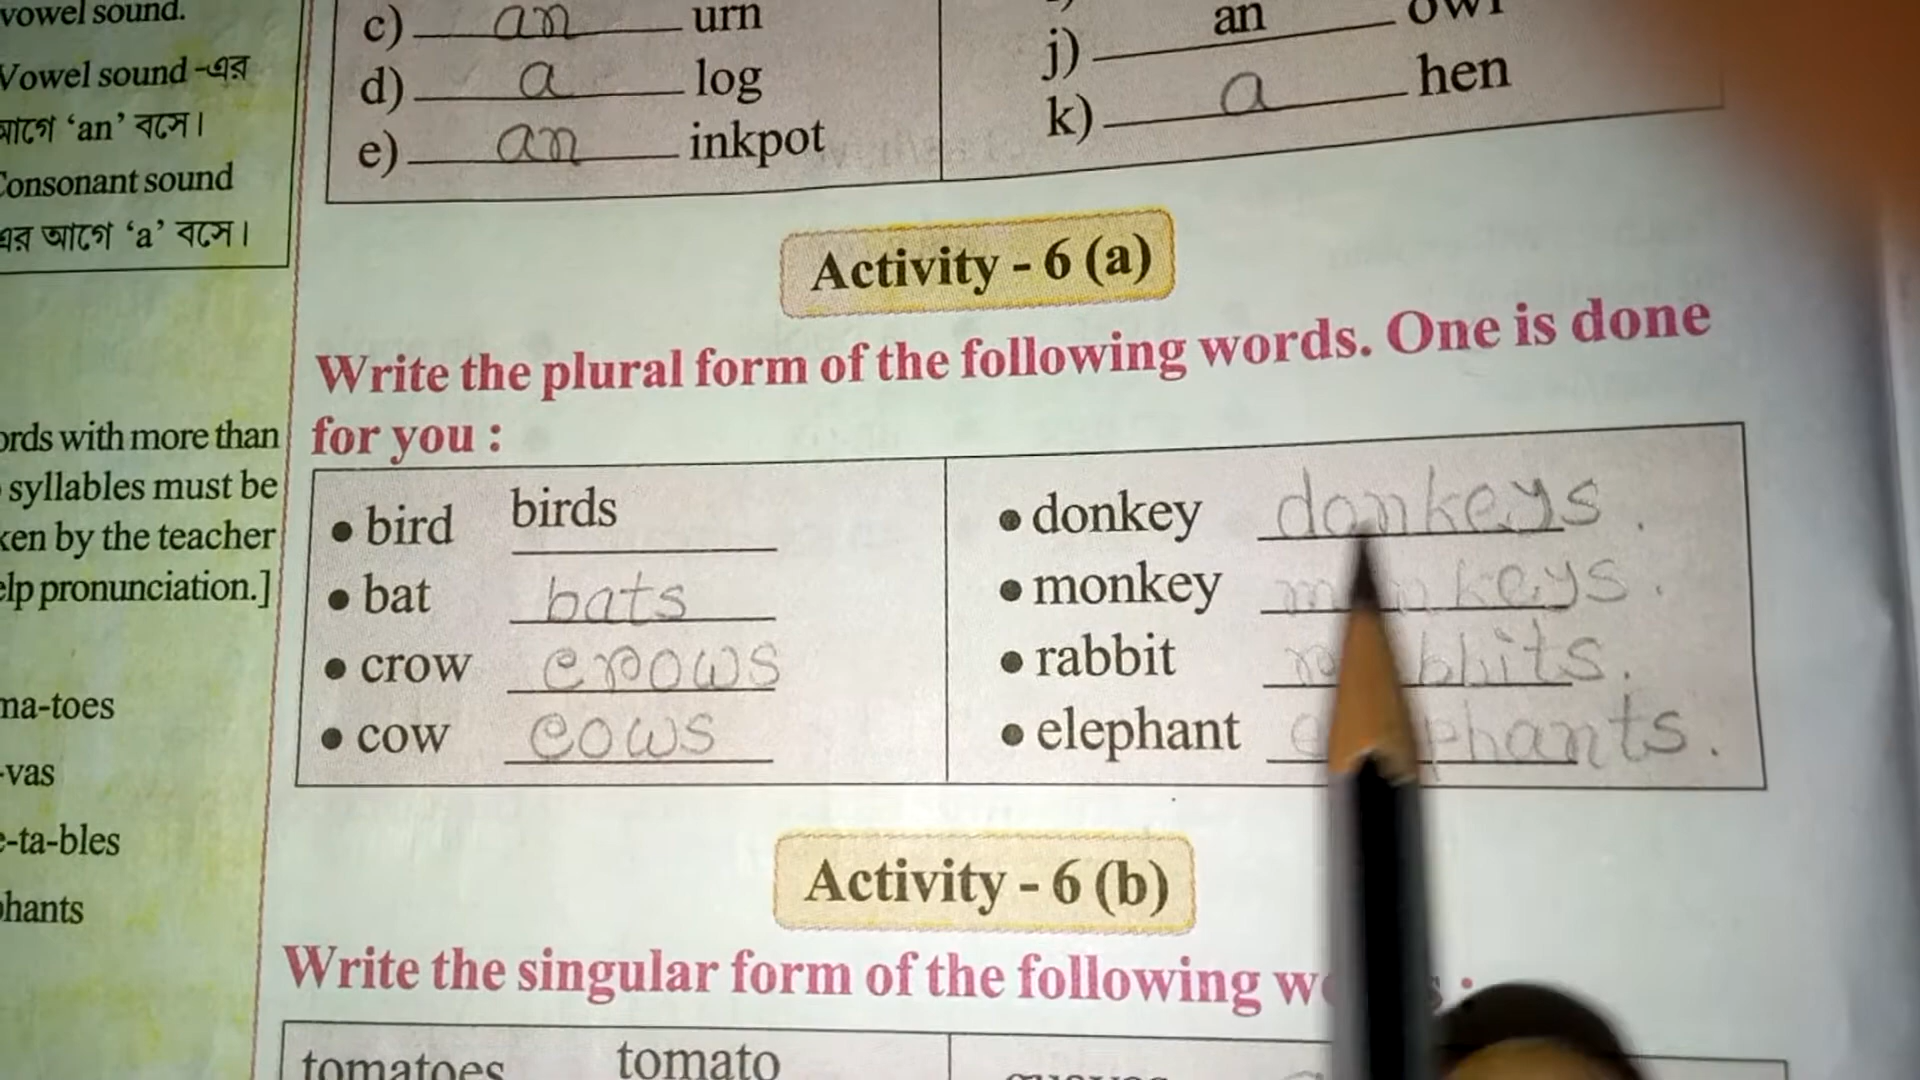 vowel sound.
Vowel sound -এর
আগে ‘an’ বসে।
Consonant sound
এর আগে ‘a’ বসে।
ords with more than
syllables must be
ken by the teacher
elp pronunciation.]
ma-toes
-vas
e-ta-bles
phants
c) an urn
d) a log
e) an inkpot
j) an owl
k) a hen
Activity - 6 (a)
Write the plural form of the following words. One is done
for you :
• bird birds
• bat bats
• crow crows
• cow cows
• donkey donkeys.
• monkey monkeys.
• rabbit rabbits.
• elephant elephants.
Activity - 6 (b)
Write the singular form of the following
tomatoes tomato